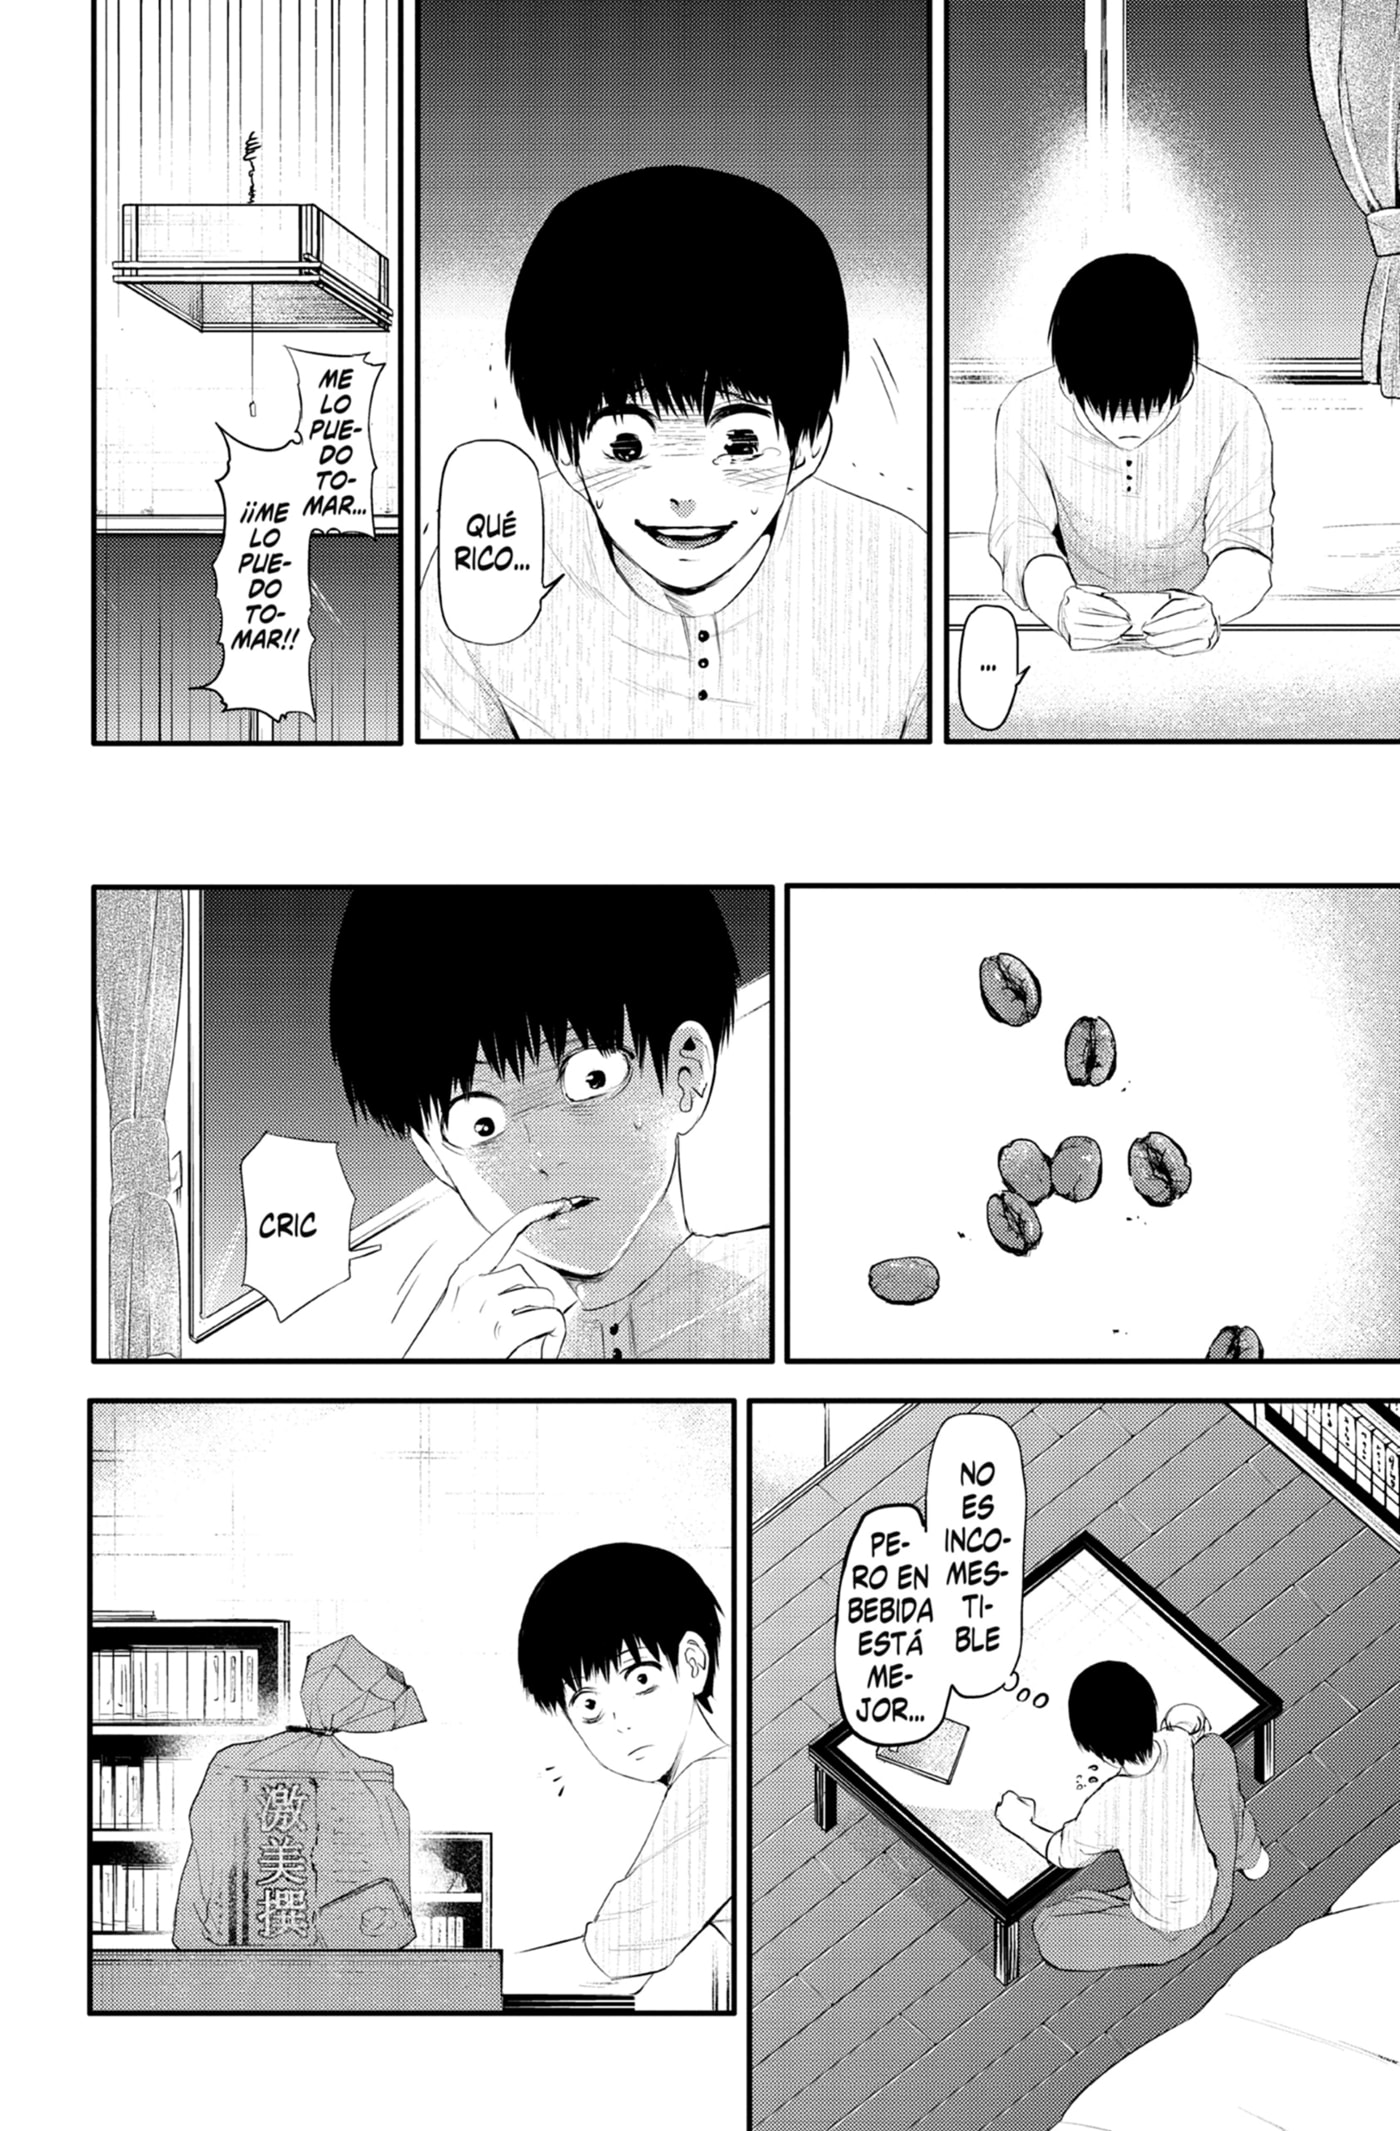 ...
QUÉ
RICO...
ME
LO
PUE-
DO
TO-
MAR...
¡¡ME
LO
PUE-
DO
TO-
MAR!!
CRIC
NO
ES
INCO-
MES-
TI-
BLE
PE-
RO EN
BEBIDA
ESTÁ
ME-
JOR...
激
美
撰